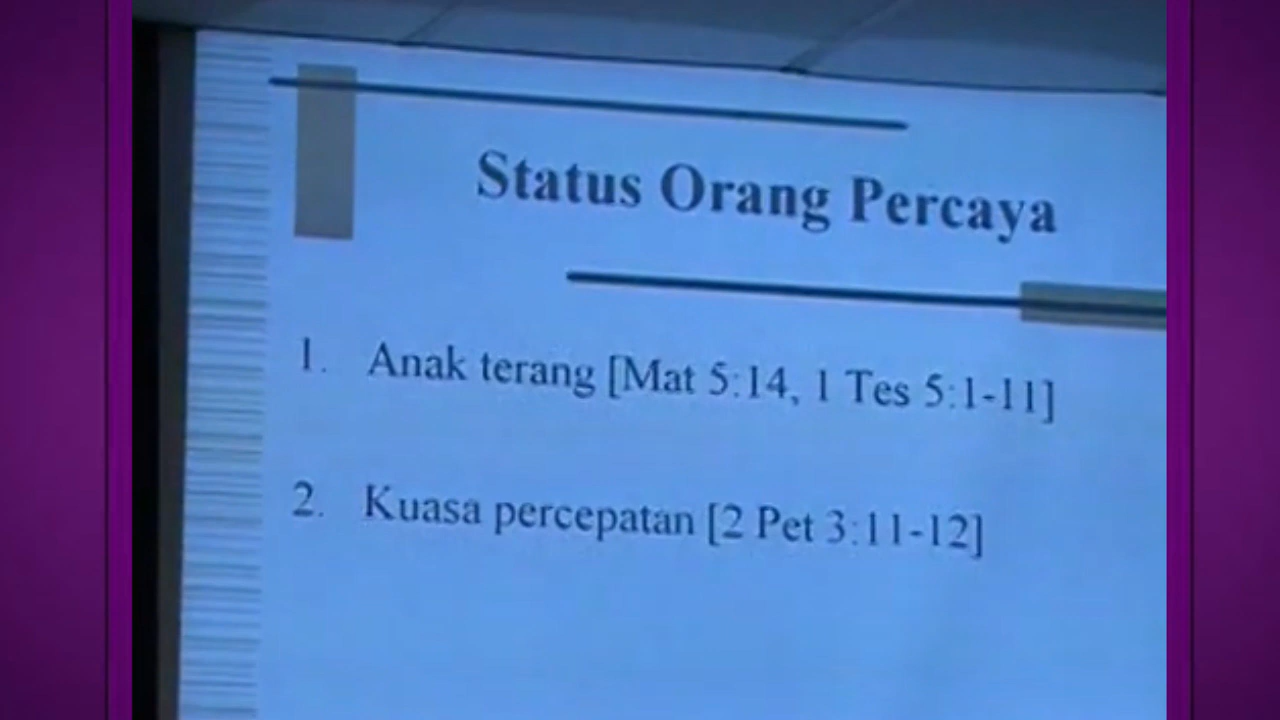 Status Orang Percaya
1. Anak terang [Mat 5:14, 1 Tes 5:1-11]
2. Kuasa percepatan [2 Pet 3:11-12]